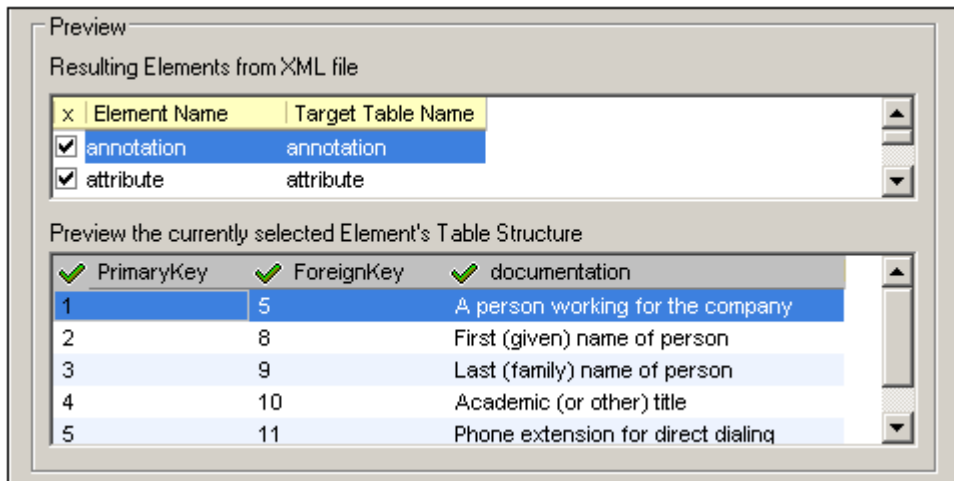 Preview
Resulting Elements from XML file
x Element Name Target Table Name
annotation annotation
attribute attribute
Preview the currently selected Element's Table Structure
PrimaryKey ForeignKey documentation
1 5 A person working for the company
2 8 First (given) name of person
3 9 Last (family) name of person
4 10 Academic (or other) title
5 11 Phone extension for direct dialing